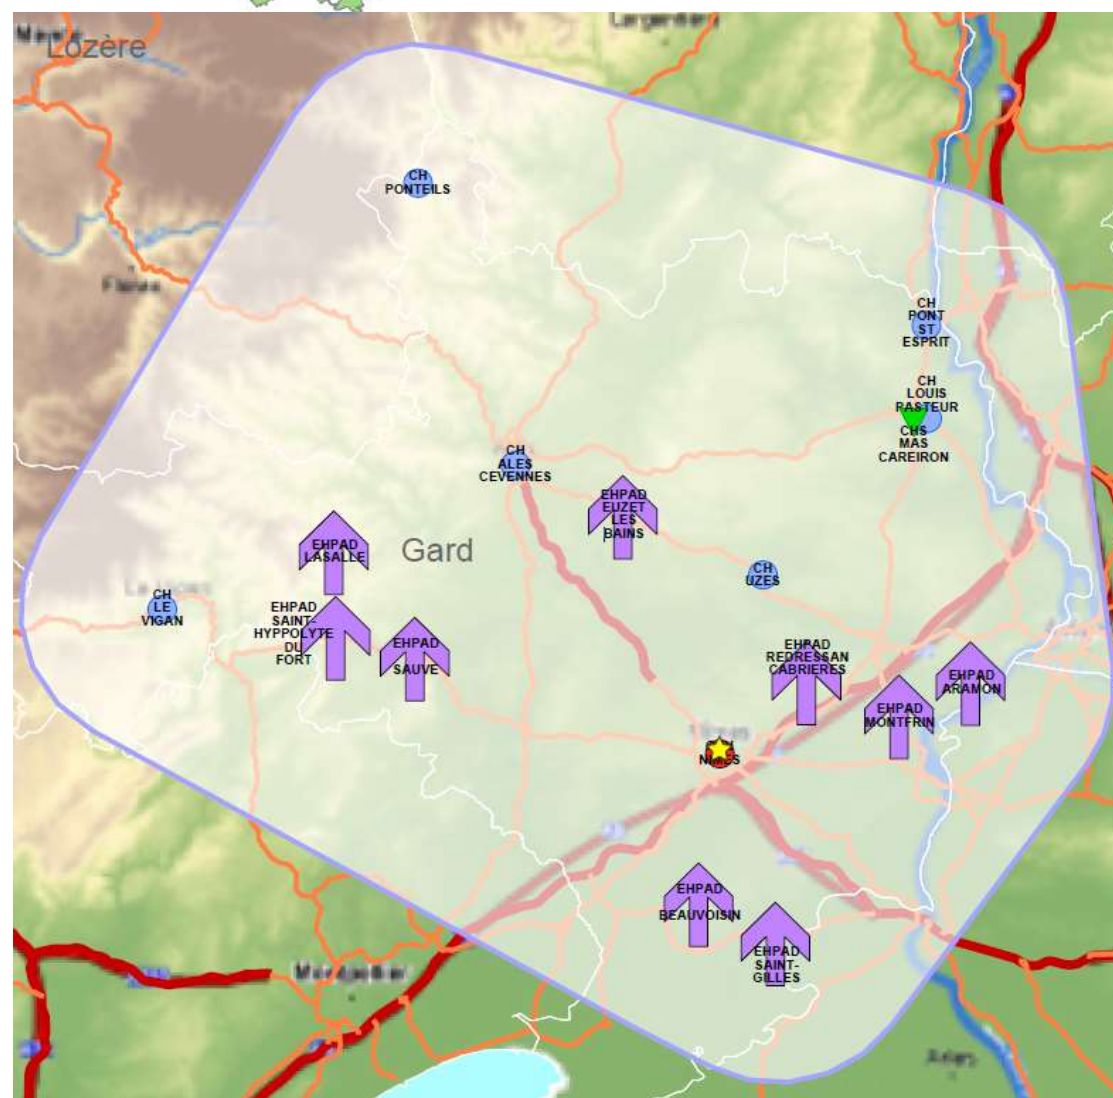 Lozère
CH
PONTEILS
CH
PONT
ST
ESPRIT
CH
LOUIS
PASTEUR
CHS
MAS
CAREIRON
CH
ALES
CEVENNES
EHPAD
EUZET
LES
BAINS
EHPAD
LASALLE
Gard
CH
UZES
CH
LE
VIGAN
EHPAD
SAINT-
HYPPOLYTE
DU
FORT
EHPAD
SAUVE
EHPAD
REDRESSAN
CABRIERES
EHPAD
ARAMON
EHPAD
MONTFRIN
NIMES
EHPAD
BEAUVOISIN
EHPAD
SAINT-
GILLES
Montpellier
Arles